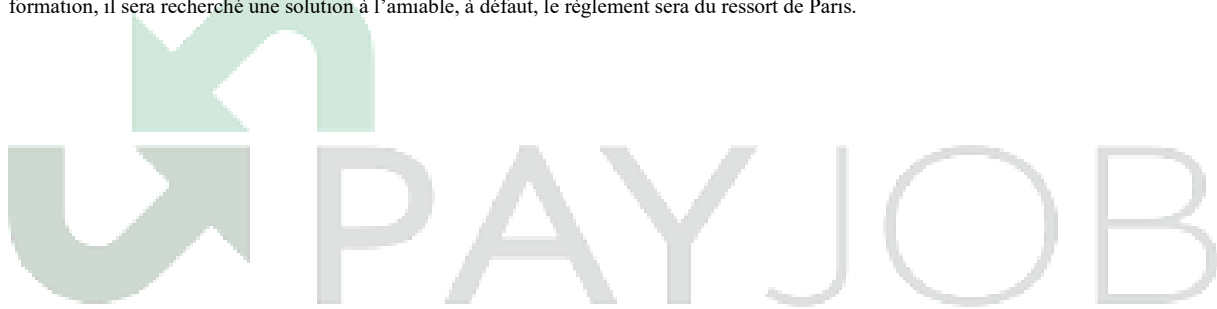 formation, il sera recherché une solution à l’amiable, à défaut, le règlement sera du ressort de Paris.
PAYJOB